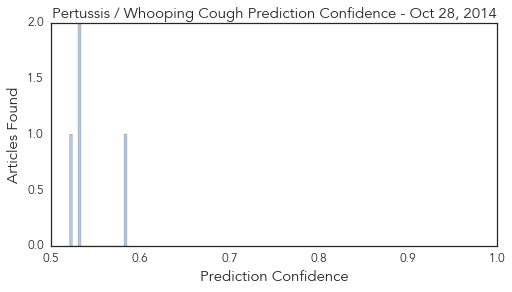 Pertussis / Whooping Cough Prediction Confidence - Oct 28, 2014
2.0
1.5
1.0
0.5
0.0
Articles Found
0.5 0.6 0.7 0.8 0.9 1.0
Prediction Confidence